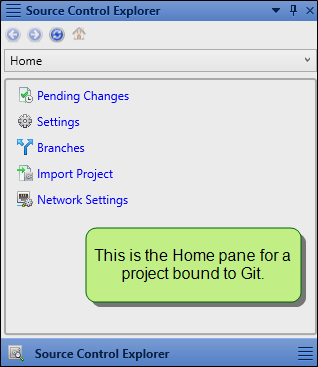 Source Control Explorer
Home
Pending Changes
Settings
Branches
Import Project
Network Settings
This is the Home pane for a
project bound to Git.
Source Control Explorer